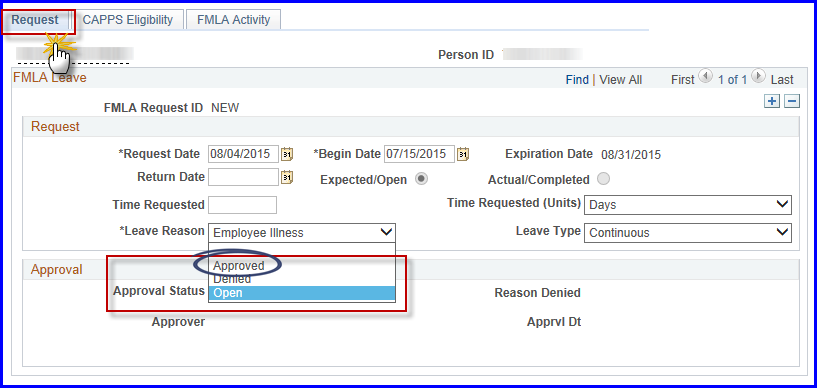 Request CAPPS Eligibility FMLA Activity
Person ID
FMLA Leave Find | View All First 1 of 1 Last
FMLA Request ID NEW
Request
*Request Date 08/04/2015 31 *Begin Date 07/15/2015 31 Expiration Date 08/31/2015
Return Date 31 Expected/Open Actual/Completed
Time Requested Time Requested (Units) Days
*Leave Reason Employee Illness Leave Type Continuous
Approved
Approval
Denied
Approval Status Open Reason Denied
Approver Apprvl Dt